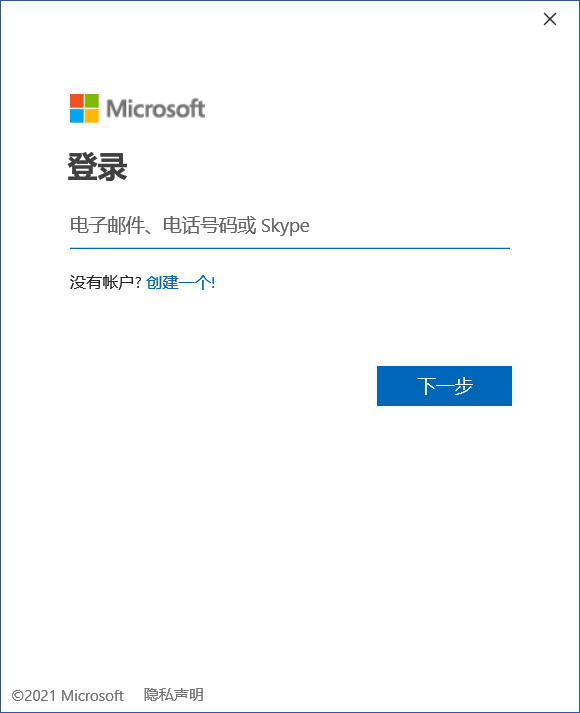 Microsoft
登录
电子邮件、电话号码或 Skype
没有帐户? 创建一个!
下一步
©2021 Microsoft 隐私声明